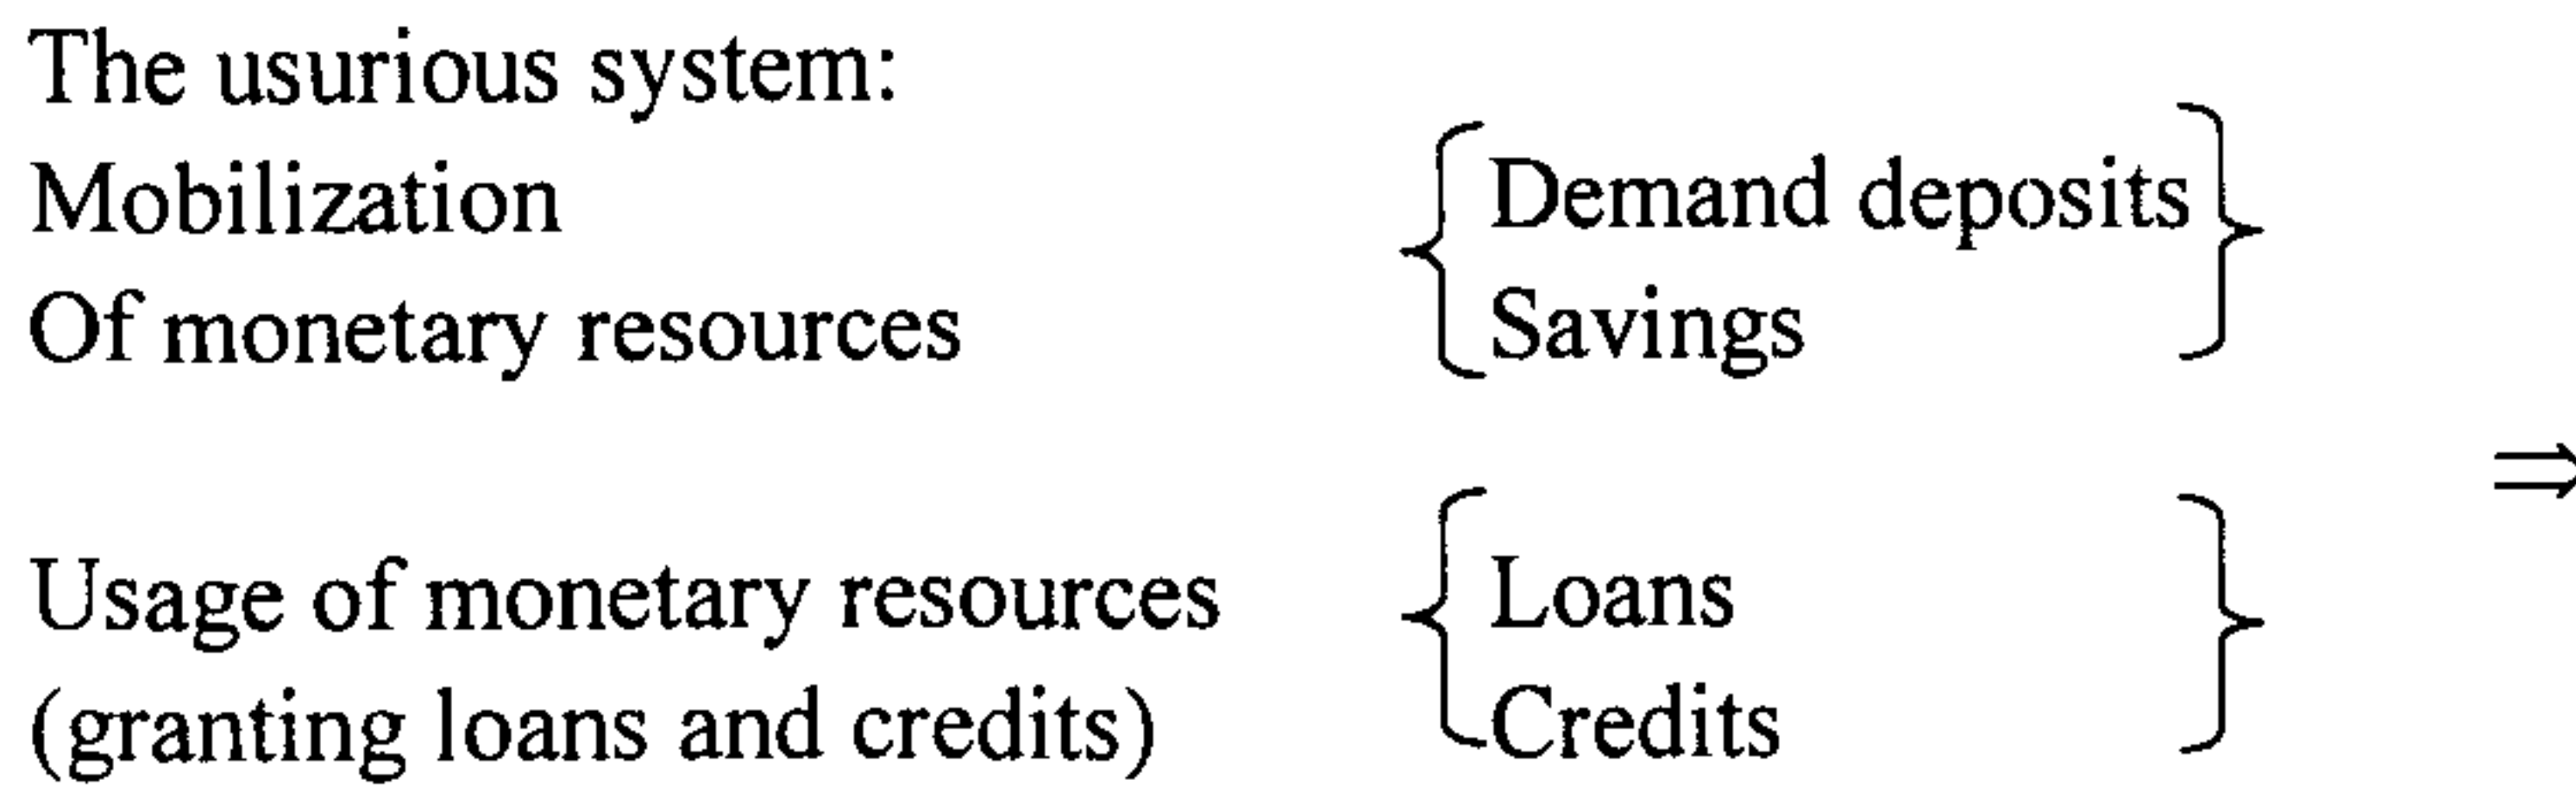 The usurious system:
Mobilization
Of monetary resources
Demand deposits
Savings
⇒
Usage of monetary resources
(granting loans and credits)
Loans
Credits